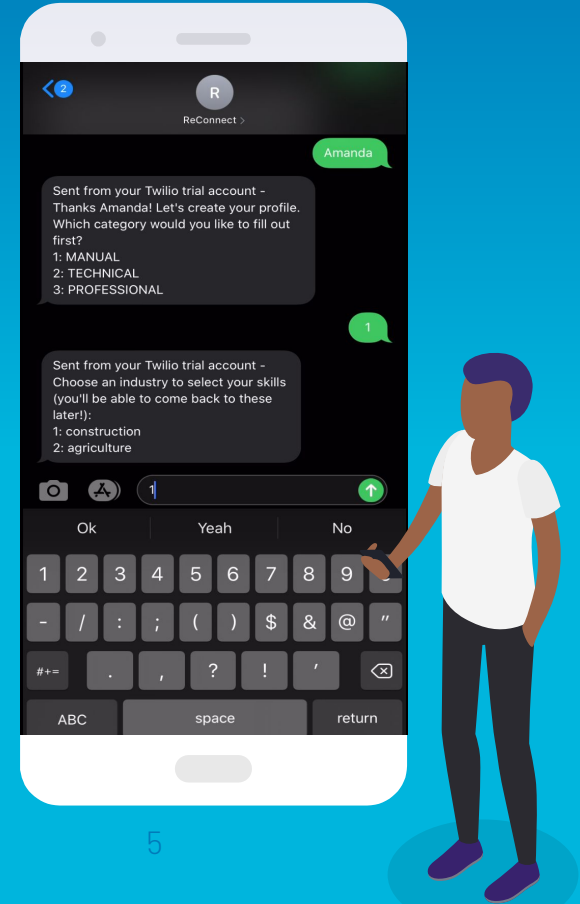 2
R
ReConnect >
Amanda
Sent from your Twilio trial account -
Thanks Amanda! Let's create your profile.
Which category would you like to fill out
first?
1: MANUAL
2: TECHNICAL
3: PROFESSIONAL
1
Sent from your Twilio trial account -
Choose an industry to select your skills
(you'll be able to come back to these
later!):
1: construction
2: agriculture
1
Ok Yeah No
1 2 3 4 5 6 7 8 9
- / : ; ( ) $ & @ "
#+= . , ? ! '
ABC space return
5